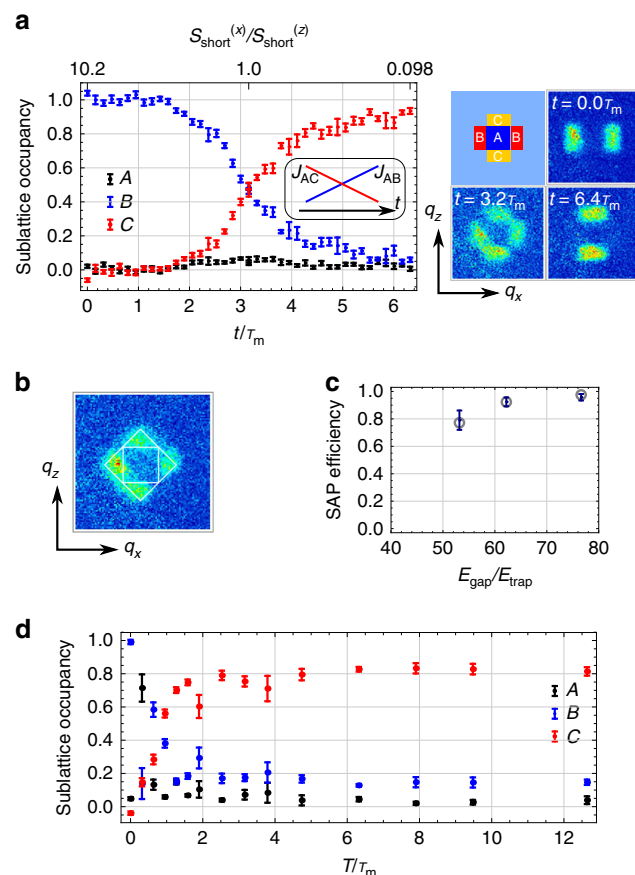 a
S_short^(x)/S_short^(z)
10.2 1.0 0.098
Sublattice occupancy
1.0
0.8
0.6
0.4
0.2
0.0
A
B
C
J_AC J_AB
t
0 1 2 3 4 5 6
t/τ_m
C
B A B
C
t = 0.0τ_m
t = 3.2τ_m
t = 6.4τ_m
q_z
q_x
b
q_z
q_x
c
SAP efficiency
1.0
0.8
0.6
0.4
0.2
0.0
40 50 60 70 80
E_gap/E_trap
d
Sublattice occupancy
1.0
0.8
0.6
0.4
0.2
0.0
A
B
C
0 2 4 6 8 10 12
T/τ_m